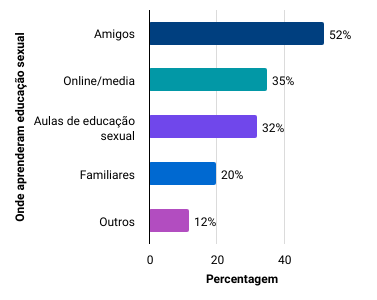 Onde aprenderam educação sexual
Amigos
52%
Online/media
35%
Aulas de educação
sexual
32%
Familiares
20%
Outros
12%
0
20
40
Percentagem